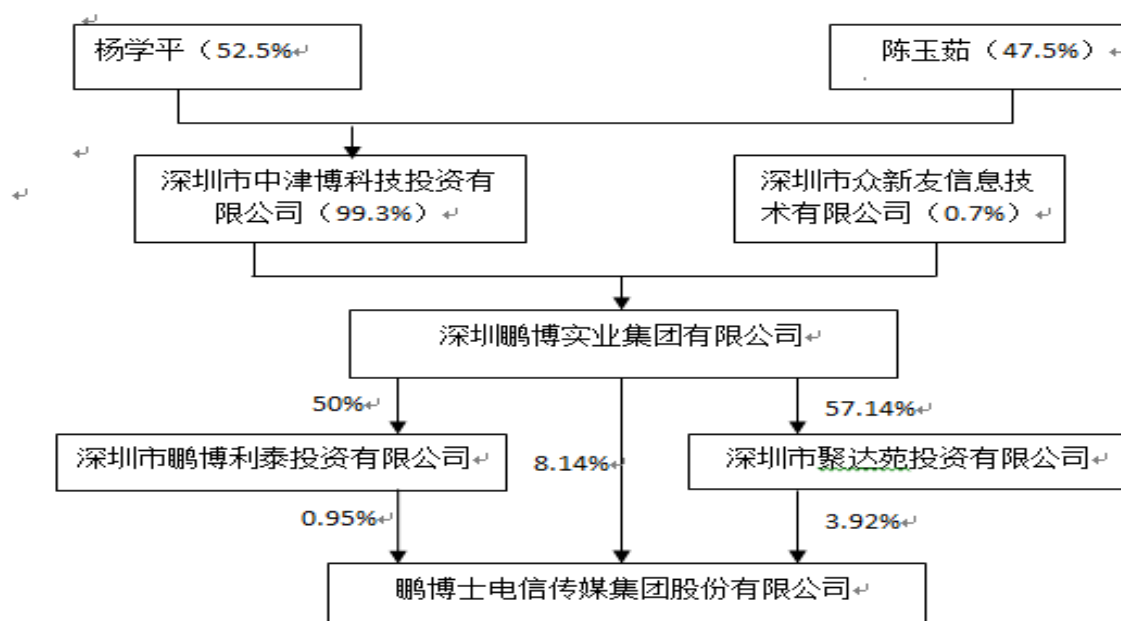 杨学平（52.5%
陈玉茹（47.5%）
深圳市中津博科技投资有
限公司（99.3%）
深圳市众新友信息技
术有限公司（0.7%）
深圳鹏博实业集团有限公司
50%
57.14%
深圳市鹏博利泰投资有限公司
8.14%
深圳市聚达苑投资有限公司
0.95%
3.92%
鹏博士电信传媒集团股份有限公司